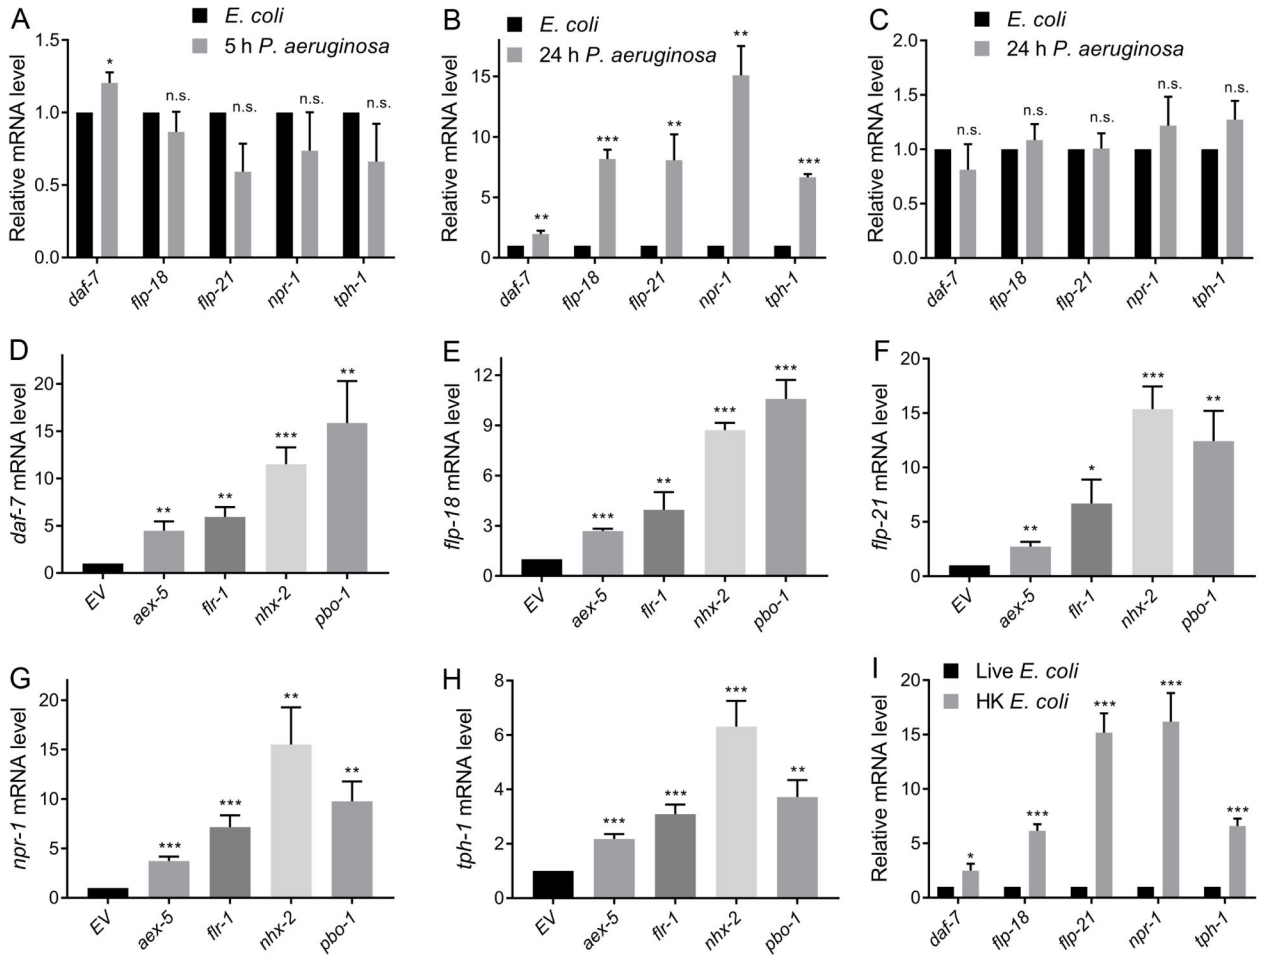 A
E. coli
5 h P. aeruginosa
Relative mRNA level
1.5
1.0
0.5
0.0
*
n.s.
n.s.
n.s.
n.s.
daf-7
flp-18
flp-21
npr-1
tph-1
B
E. coli
24 h P. aeruginosa
Relative mRNA level
15
10
5
0
**
***
**
**
***
daf-7
flp-18
flp-21
npr-1
tph-1
C
E. coli
24 h P. aeruginosa
Relative mRNA level
2.0
1.5
1.0
0.5
0.0
n.s.
n.s.
n.s.
n.s.
n.s.
daf-7
flp-18
flp-21
npr-1
tph-1
D
daf-7 mRNA level
20
15
10
5
0
**
**
***
**
EV
aex-5
flr-1
nhx-2
pbo-1
E
flp-18 mRNA level
12
9
6
3
0
***
**
***
***
EV
aex-5
flr-1
nhx-2
pbo-1
F
flp-21 mRNA level
20
15
10
5
0
**
*
***
**
EV
aex-5
flr-1
nhx-2
pbo-1
G
npr-1 mRNA level
20
15
10
5
0
***
***
**
**
EV
aex-5
flr-1
nhx-2
pbo-1
H
tph-1 mRNA level
8
6
4
2
0
***
***
***
**
EV
aex-5
flr-1
nhx-2
pbo-1
I
Live E. coli
HK E. coli
Relative mRNA level
20
15
10
5
0
*
***
***
***
***
daf-7
flp-18
flp-21
npr-1
tph-1